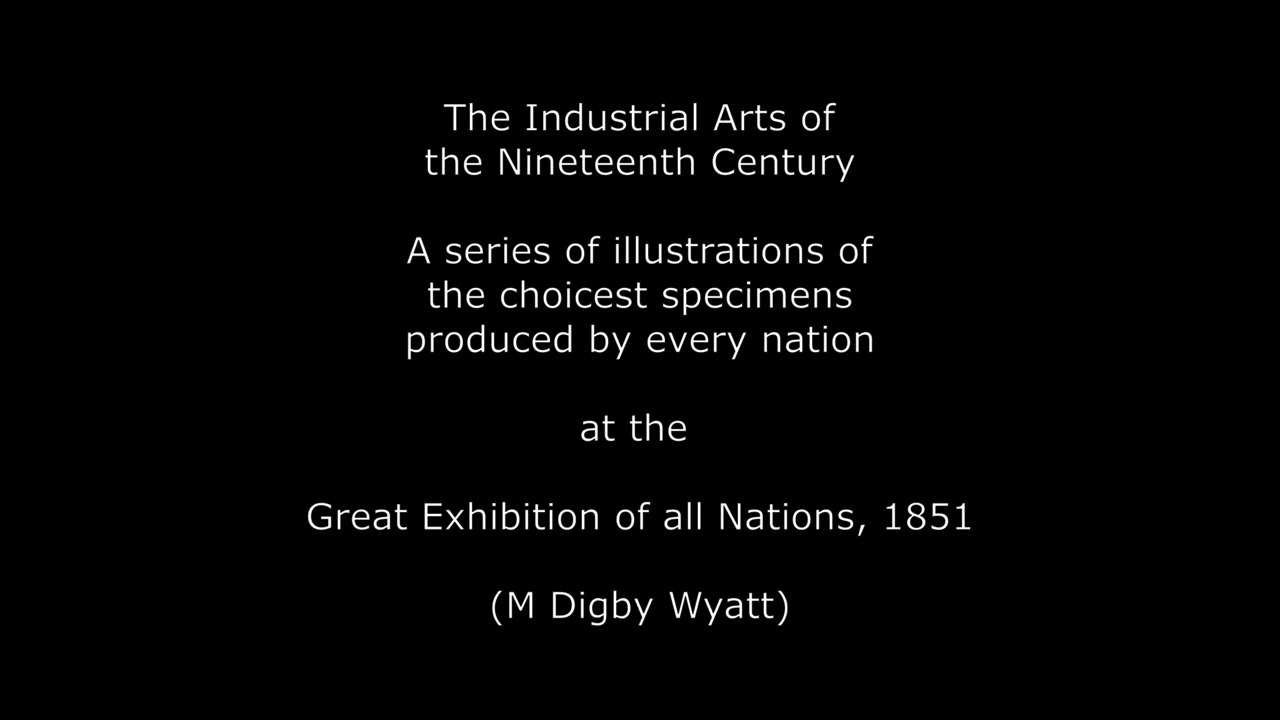 The Industrial Arts of
the Nineteenth Century
A series of illustrations of
the choicest specimens
produced by every nation
at the
Great Exhibition of all Nations, 1851
(M Digby Wyatt)